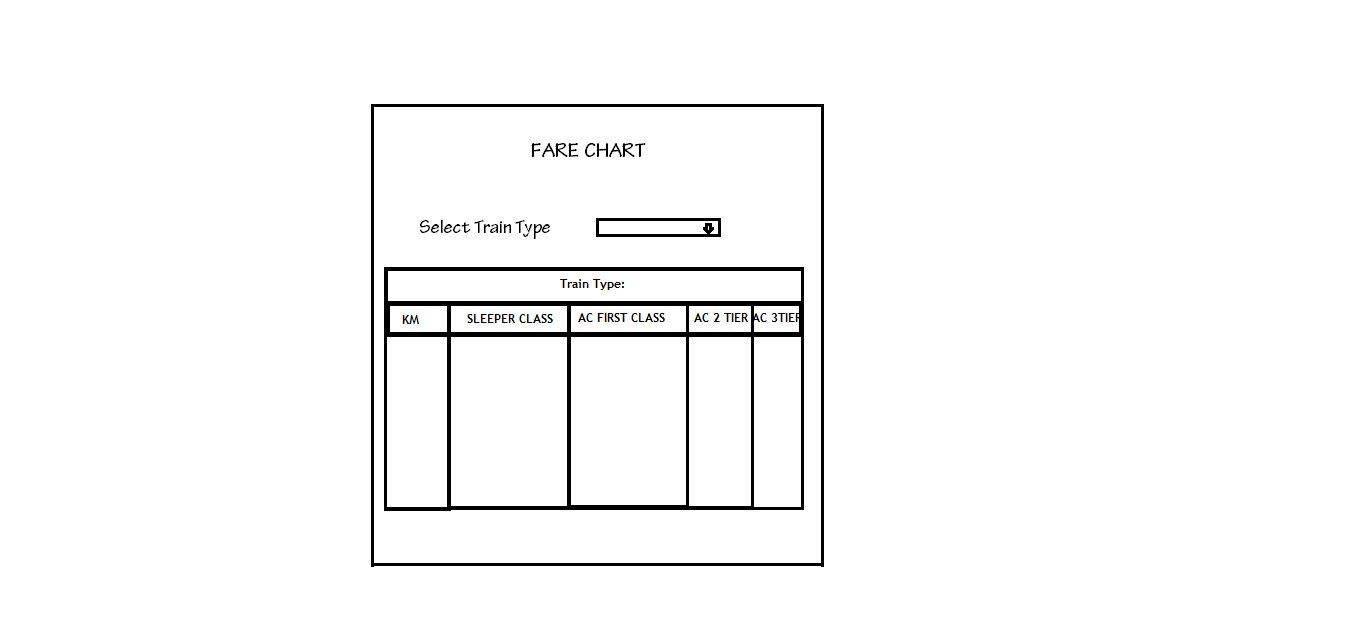 FARE CHART
Select Train Type
Train Type:
KM SLEEPER CLASS AC FIRST CLASS AC 2 TIER AC 3TIER